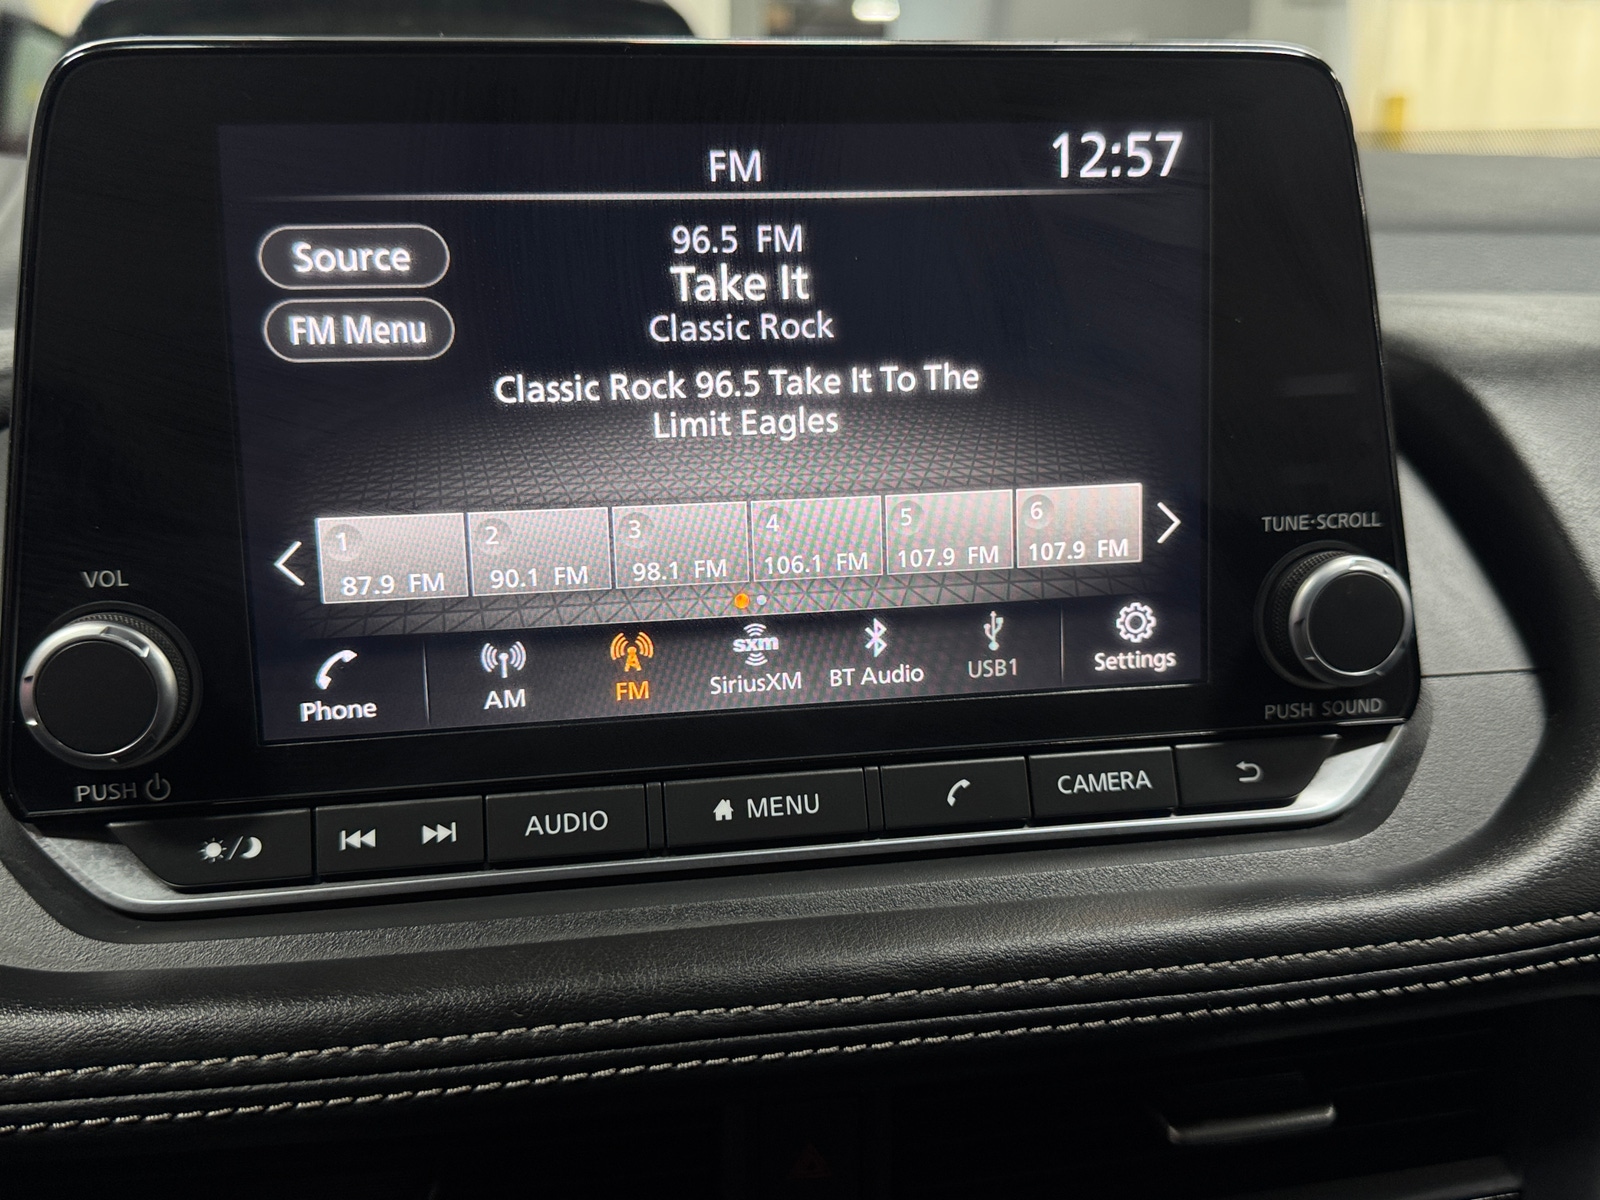 FM
12:57
Source
FM Menu
96.5 FM
Take It
Classic Rock
Classic Rock 96.5 Take It To The
Limit Eagles
1
87.9 FM
2
90.1 FM
3
98.1 FM
4
106.1 FM
5
107.9 FM
6
107.9 FM
Phone
AM
FM
sxm
SiriusXM
BT Audio
USB1
Settings
VOL
PUSH
TUNE·SCROLL
PUSH SOUND
AUDIO
MENU
CAMERA